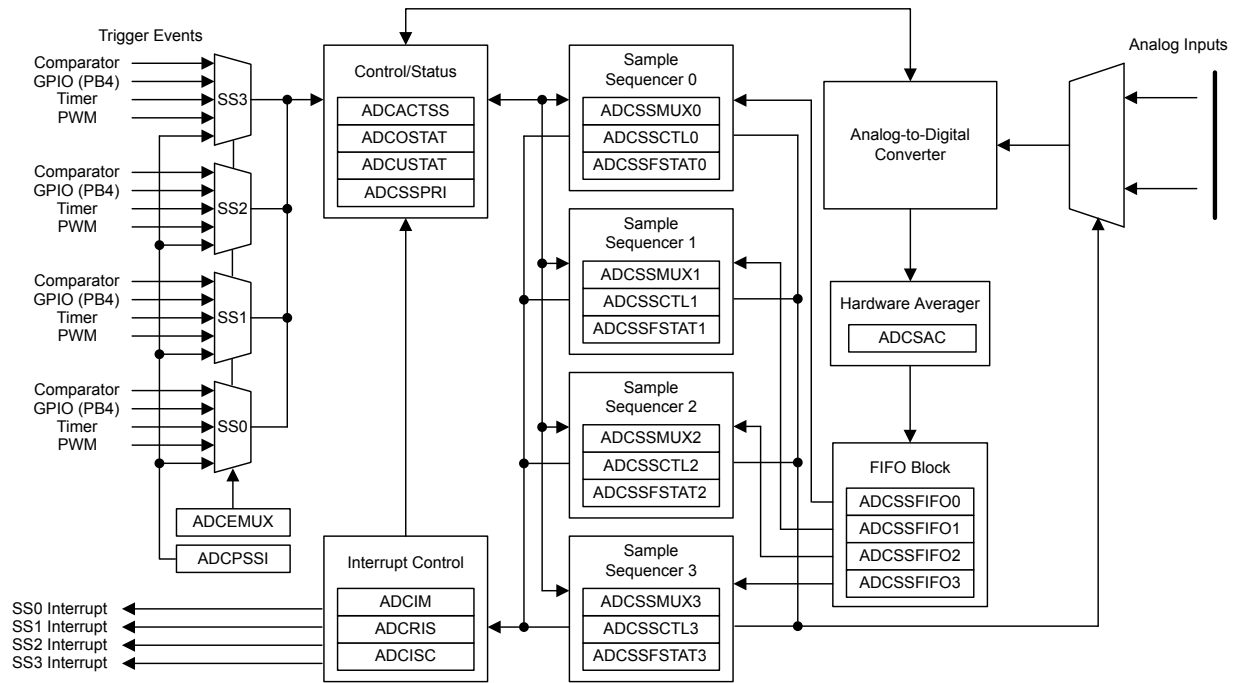 Trigger Events
Comparator
GPIO (PB4)
Timer
PWM
SS3
Comparator
GPIO (PB4)
Timer
PWM
SS2
Comparator
GPIO (PB4)
Timer
PWM
SS1
Comparator
GPIO (PB4)
Timer
PWM
SS0
ADCEMUX
ADCPSSI
SS0 Interrupt
SS1 Interrupt
SS2 Interrupt
SS3 Interrupt
Control/Status
ADCACTSS
ADCOSTAT
ADCUSTAT
ADCSSPRI
Interrupt Control
ADCIM
ADCRIS
ADCISC
Sample
Sequencer 0
ADCSSMUX0
ADCSSCTL0
ADCSSFSTAT0
Sample
Sequencer 1
ADCSSMUX1
ADCSSCTL1
ADCSSFSTAT1
Sample
Sequencer 2
ADCSSMUX2
ADCSSCTL2
ADCSSFSTAT2
Sample
Sequencer 3
ADCSSMUX3
ADCSSCTL3
ADCSSFSTAT3
Analog-to-Digital
Converter
Hardware Averager
ADCSAC
FIFO Block
ADCSSFIFO0
ADCSSFIFO1
ADCSSFIFO2
ADCSSFIFO3
Analog Inputs